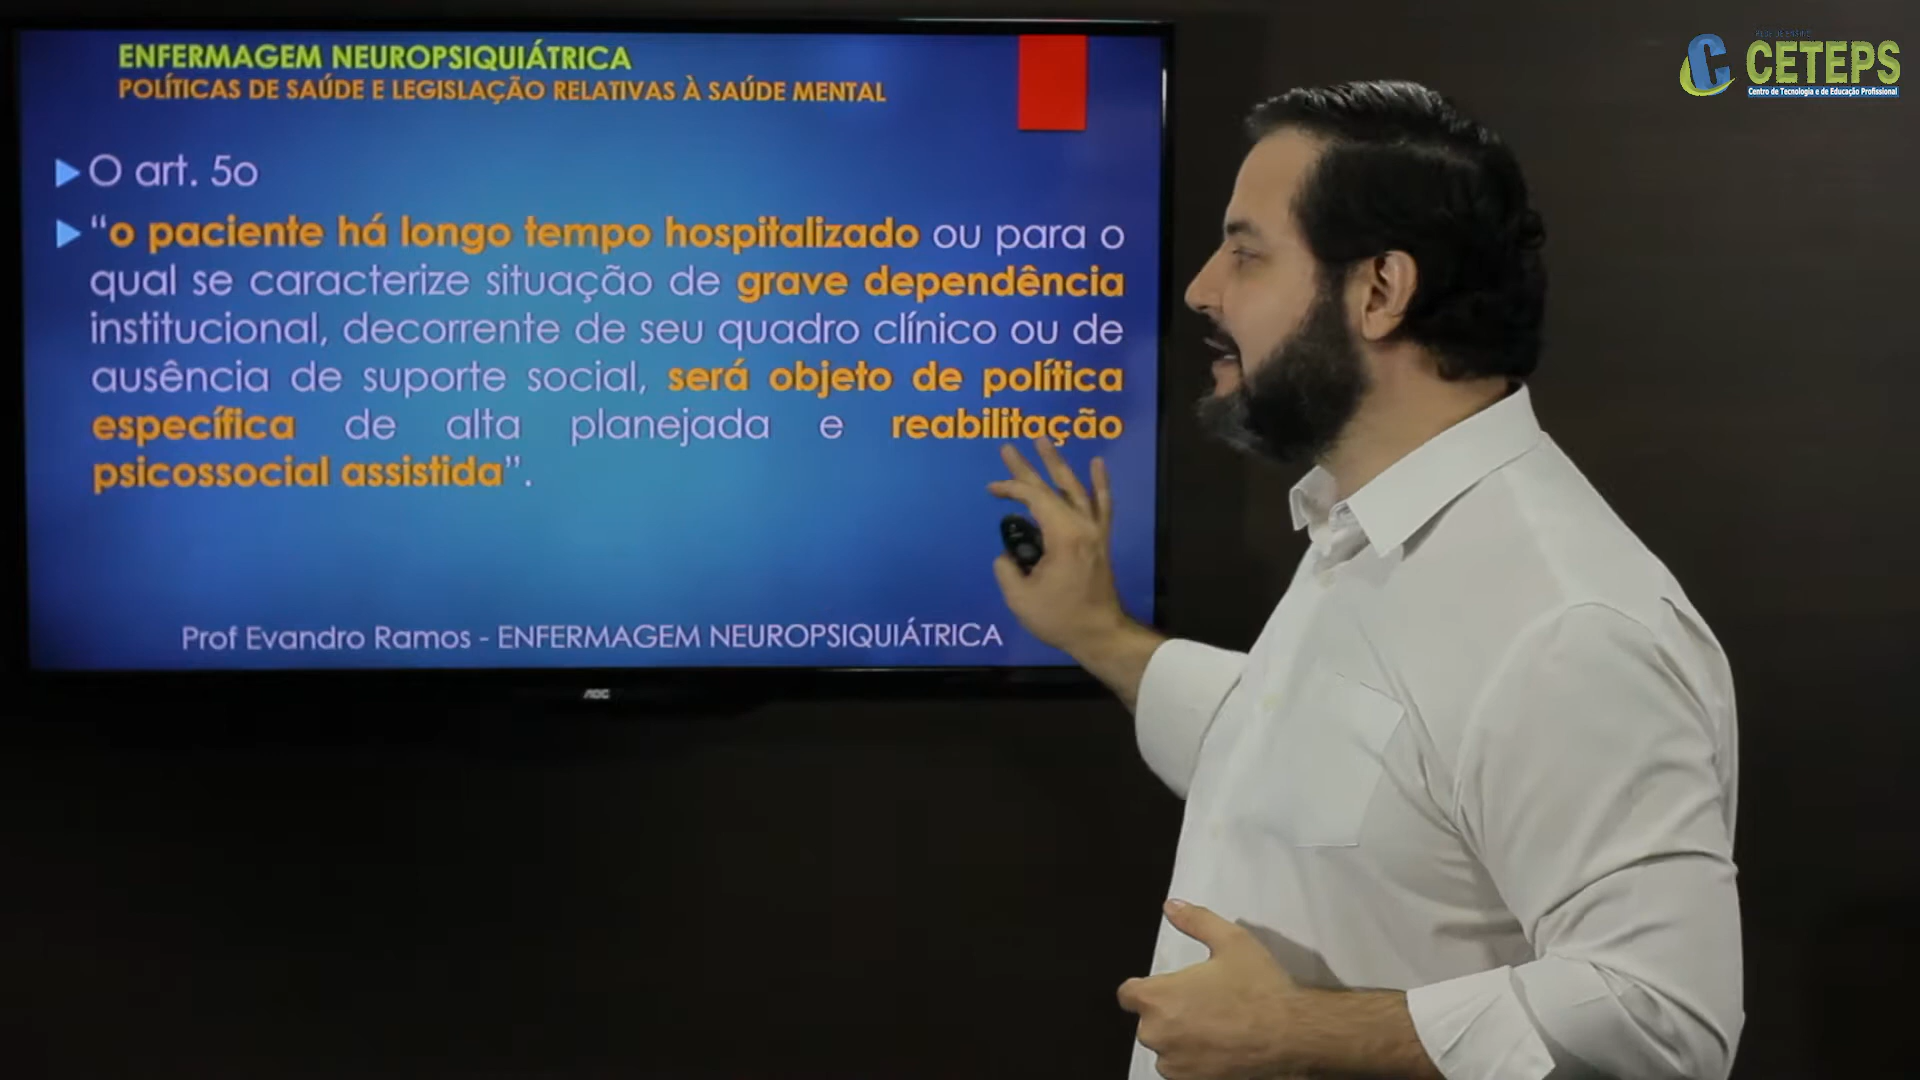 ENFERMAGEM NEUROPSIQUIÁTRICA
POLÍTICAS DE SAÚDE E LEGISLAÇÃO RELATIVAS À SAÚDE MENTAL
O art. 5o
“o paciente há longo tempo hospitalizado ou para o
qual se caracterize situação de grave dependência
institucional, decorrente de seu quadro clínico ou de
ausência de suporte social, será objeto de política
específica de alta planejada e reabilitação
psicossocial assistida”.
Prof Evandro Ramos - ENFERMAGEM NEUROPSIQUIÁTRICA
AOC
REDE DE ENSINO
CETEPS
Centro de Tecnologia e de Educação Profissional